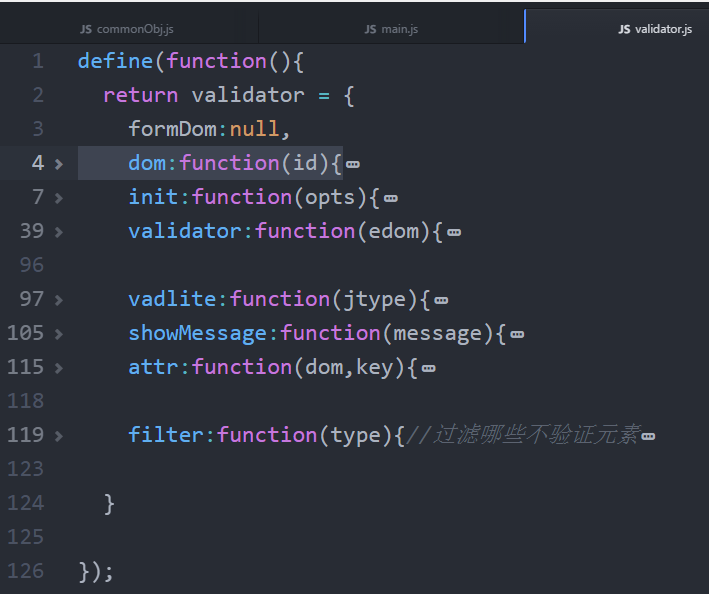 JS commonObj.js JS main.js JS validator.js
1 define(function(){
2 return validator = {
3 formDom:null,
4 dom:function(id){
7 init:function(opts){
39 validator:function(edom){
96
97 vadlite:function(jtype){
105 showMessage:function(message){
115 attr:function(dom,key){
118
119 filter:function(type){//过滤哪些不验证元素
123
124 }
125
126 });